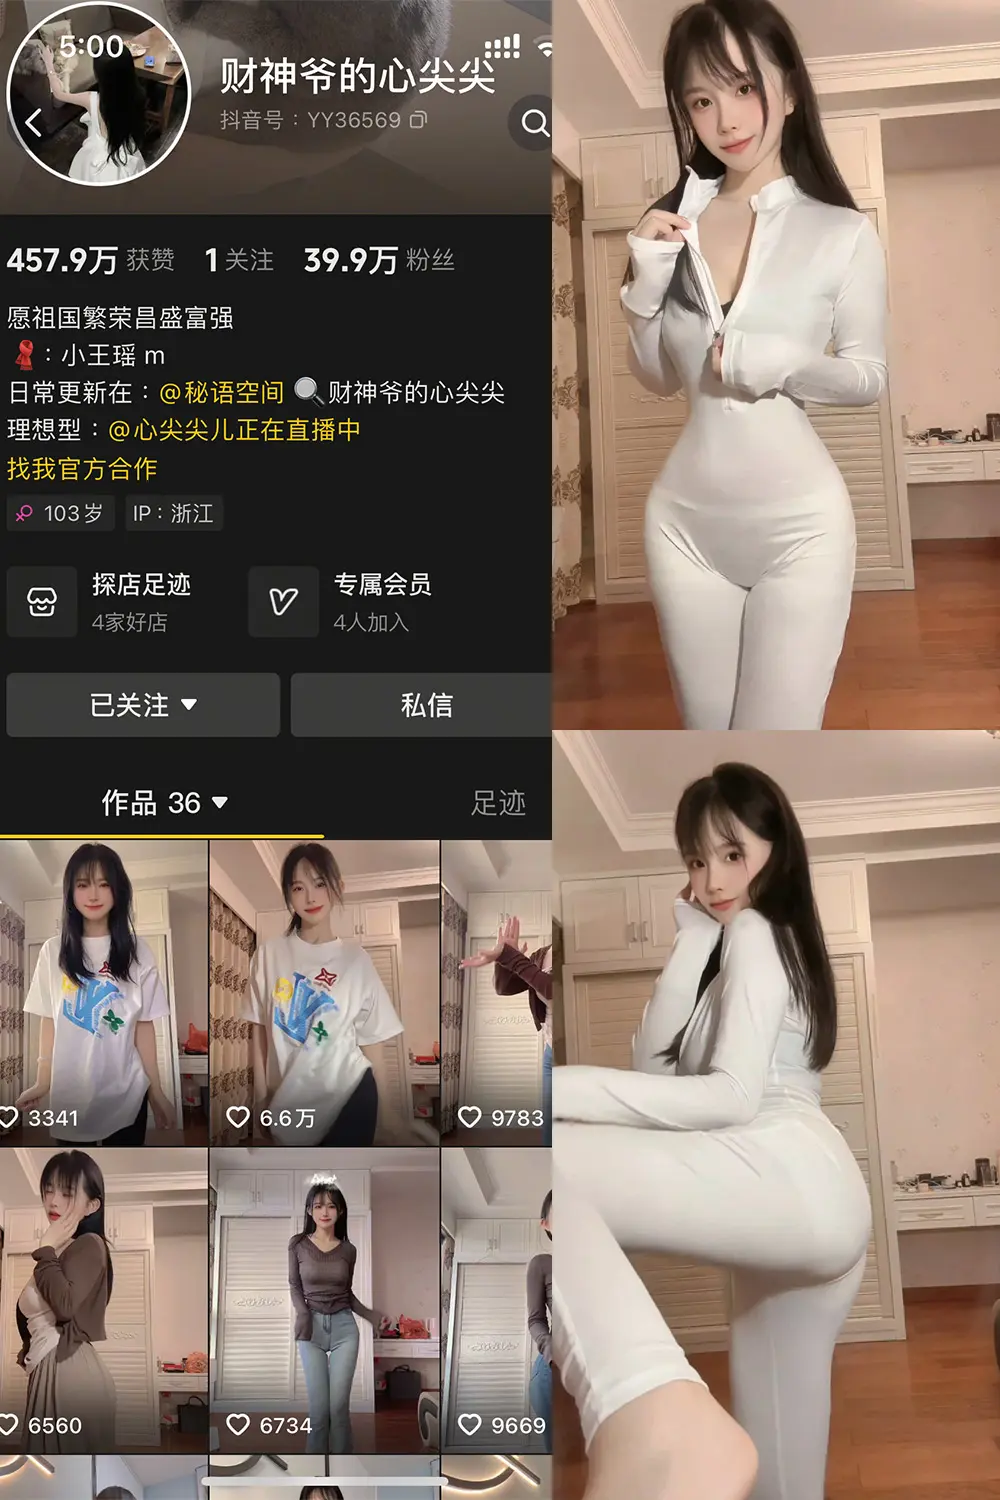 5:00
财神爷的心尖尖
抖音号：YY36569
457.9万 获赞 1 关注 39.9万 粉丝
愿祖国繁荣昌盛富强
：小王瑶 m
日常更新在：@秘语空间 财神爷的心尖尖
理想型：@心尖尖儿正在直播中
找我官方合作
103岁 IP：浙江
探店足迹 专属会员
4家好店 4人加入
已关注 私信
作品 36 足迹
3341 6.6万 9783
6560 6734 9669